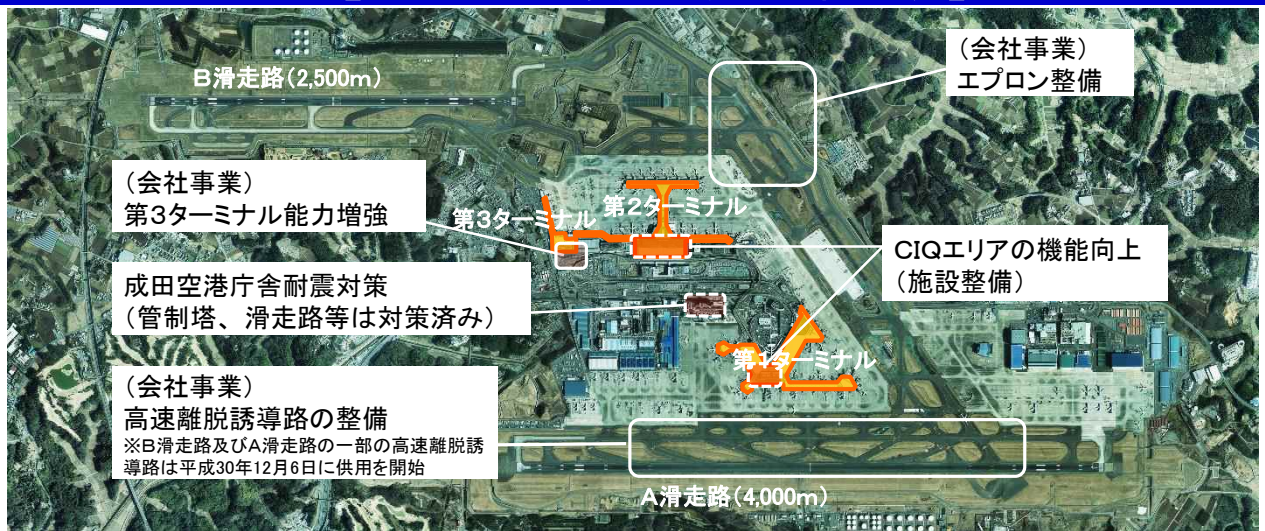 B滑走路(2,500m)
(会社事業)
エプロン整備
(会社事業)
第3ターミナル能力増強
第3ターミナル
第2ターミナル
CIQエリアの機能向上
(施設整備)
成田空港庁舎耐震対策
(管制塔、滑走路等は対策済み)
第1ターミナル
(会社事業)
高速離脱誘導路の整備
※B滑走路及びA滑走路の一部の高速離脱誘
導路は平成30年12月6日に供用を開始
A滑走路(4,000m)